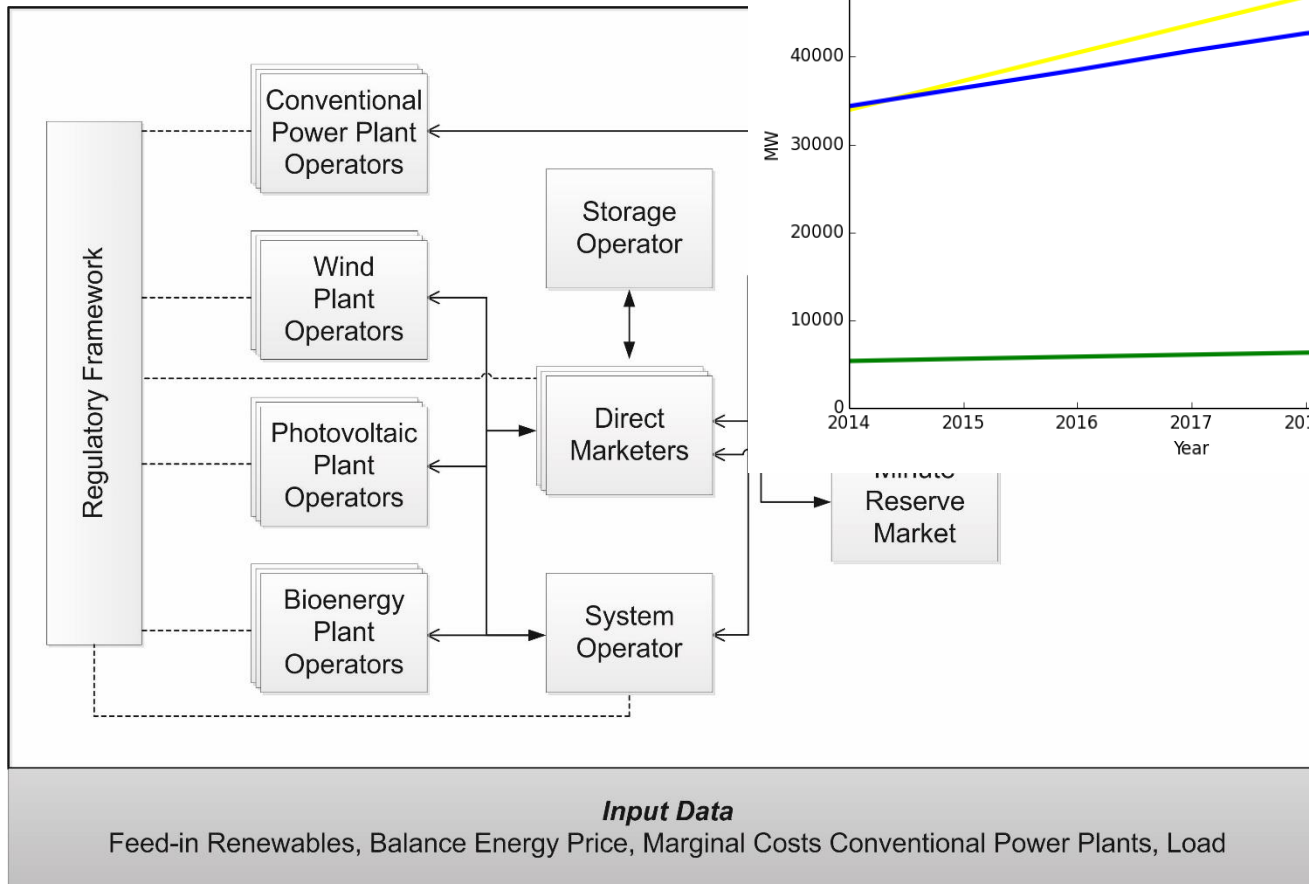 Conventional
Power Plant
Operators
Regulatory Framework
Storage
Operator
Wind
Plant
Operators
Direct
Marketers
Photovoltaic
Plant
Operators
Bioenergy
Plant
Operators
System
Operator
40000
30000
20000
10000
0
MW
2014
2015
2016
2017
Year
Minute
Reserve
Market
Input Data
Feed-in Renewables, Balance Energy Price, Marginal Costs Conventional Power Plants, Load